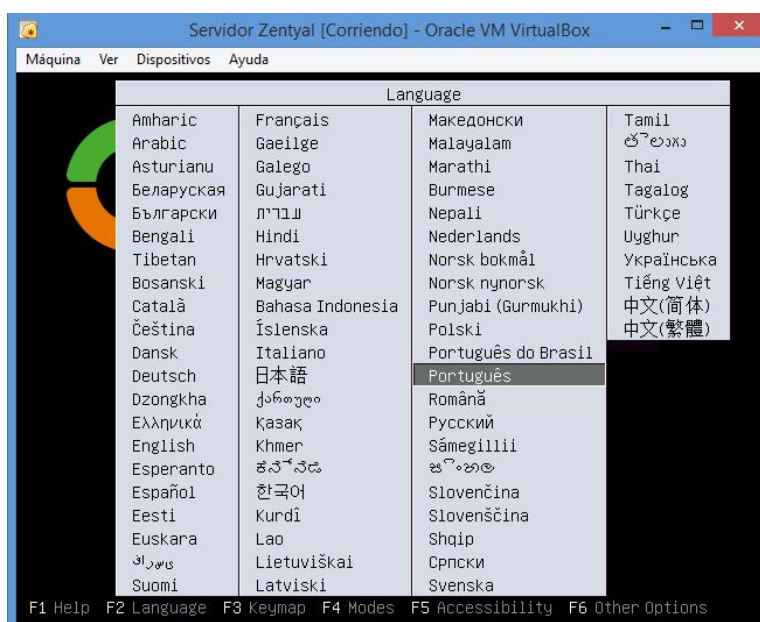 Servidor Zentyal [Corriendo] - Oracle VM VirtualBox
Máquina Ver Dispositivos Ayuda
Language
Amharic
Arabic
Asturianu
Беларуская
Български
Bengali
Tibetan
Bosanski
Català
Čeština
Dansk
Deutsch
Dzongkha
Ελληνικά
English
Esperanto
Español
Eesti
Euskara
Suomi
Français
Gaeilge
Galego
Gujarati
עברית
Hindi
Hrvatski
Magyar
Bahasa Indonesia
Íslenska
Italiano
日本語
ქართული
Қазақ
Khmer
한국어
Kurdî
Lao
Lietuviškai
Latviski
Македонски
Malayalam
Marathi
Burmese
Nepali
Nederlands
Norsk bokmål
Norsk nynorsk
Punjabi (Gurmukhi)
Polski
Português do Brasil
Português
Română
Русский
Sámegillii
Slovenčina
Slovenščina
Shqip
Српски
Svenska
Tamil
Thai
Tagalog
Türkçe
Uyghur
Українська
Tiếng Việt
中文(简体)
中文(繁體)
F1 Help F2 Language F3 Keymap F4 Modes F5 Accessibility F6 Other Options